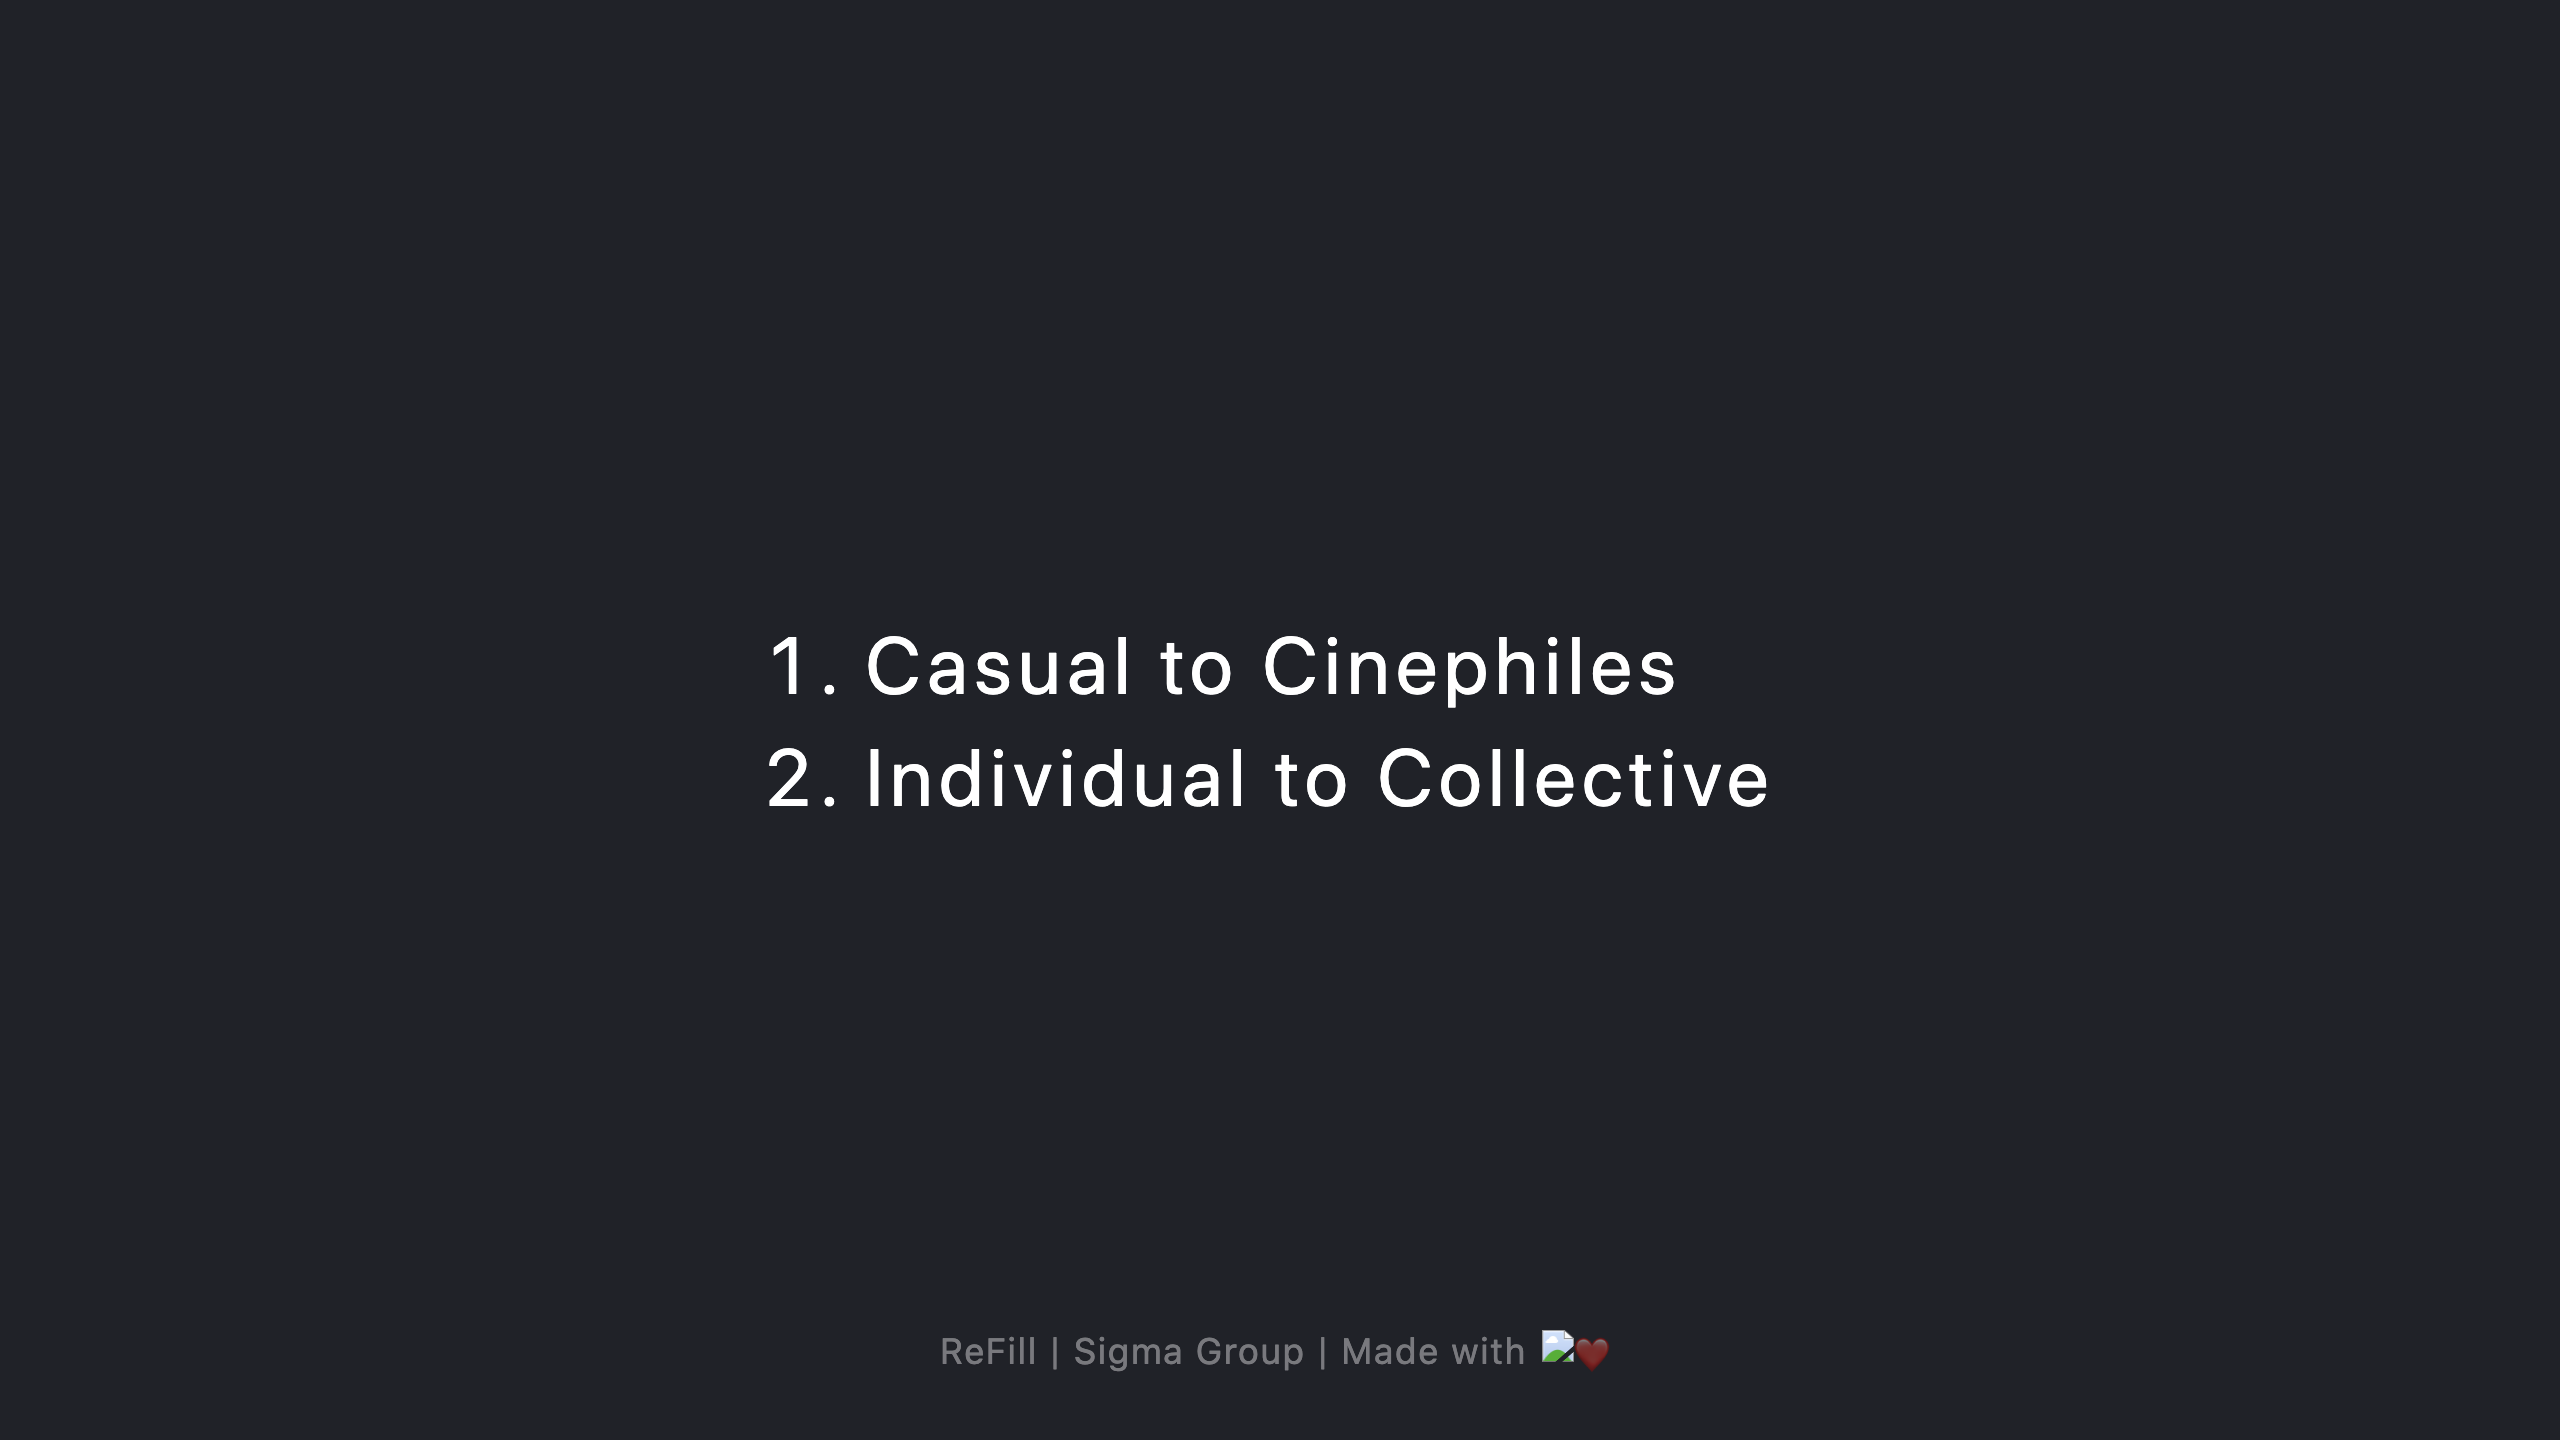 1. Casual to Cinephiles
2. Individual to Collective
ReFill | Sigma Group | Made with ❤️